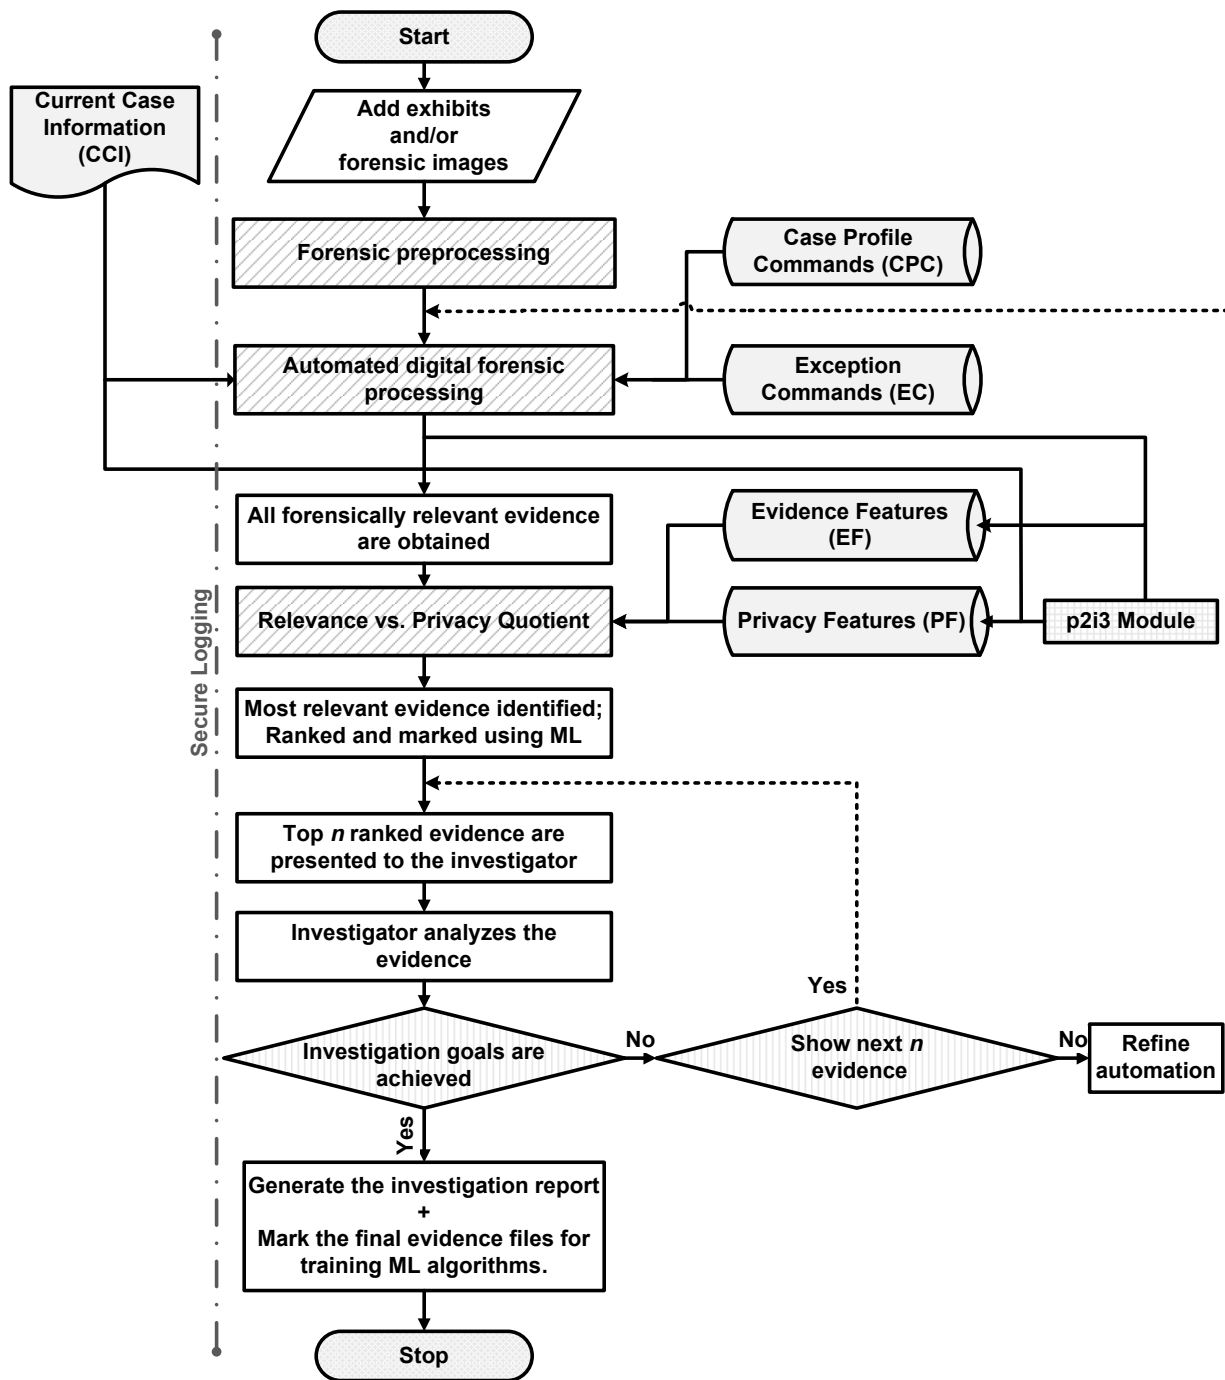 Start
Current Case
Information
(CCI)
Add exhibits
and/or
forensic images
Forensic preprocessing
Case Profile
Commands (CPC)
Automated digital forensic
processing
Exception
Commands (EC)
All forensically relevant evidence
are obtained
Evidence Features
(EF)
Relevance vs. Privacy Quotient
Privacy Features (PF)
p2i3 Module
Secure Logging
Most relevant evidence identified;
Ranked and marked using ML
Top n ranked evidence are
presented to the investigator
Investigator analyzes the
evidence
Yes
Investigation goals are
achieved
No
Show next n
evidence
No
Refine
automation
Yes
Generate the investigation report
+
Mark the final evidence files for
training ML algorithms.
Stop